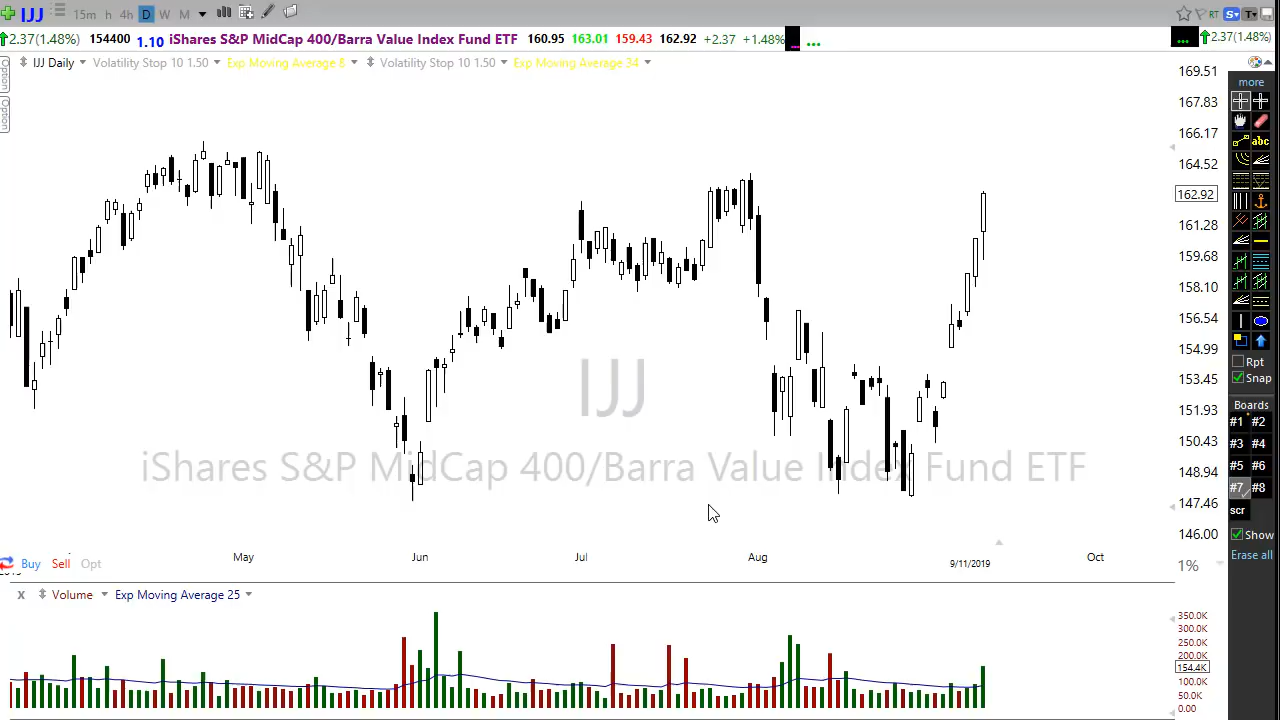 IJJ 15m h 4h D W M RT S T
2.37(1.48%) 154400 1.10 iShares S&P MidCap 400/Barra Value Index Fund ETF 160.95 163.01 159.43 162.92 +2.37 +1.48% ... ... ... 2.37(1.48%)
IJJ Daily Volatility Stop 10 1.50 Exp Moving Average 8 Volatility Stop 10 1.50 Exp Moving Average 34
Option
Option
169.51
167.83
166.17
164.52
162.92
161.28
159.68
158.10
156.54
154.99
153.45
151.93
150.43
148.94
147.46
146.00
1%
IJJ
iShares S&P MidCap 400/Barra Value Index Fund ETF
May Jun Jul Aug 9/11/2019 Oct
Buy Sell Opt
X Volume Exp Moving Average 25
350.0K
300.0K
250.0K
200.0K
154.4K
100.0K
50.0K
0.00
more
abc
Rpt
Snap
Boards
#1 #2
#3 #4
#5 #6
#7 #8
scr
Show
Erase all